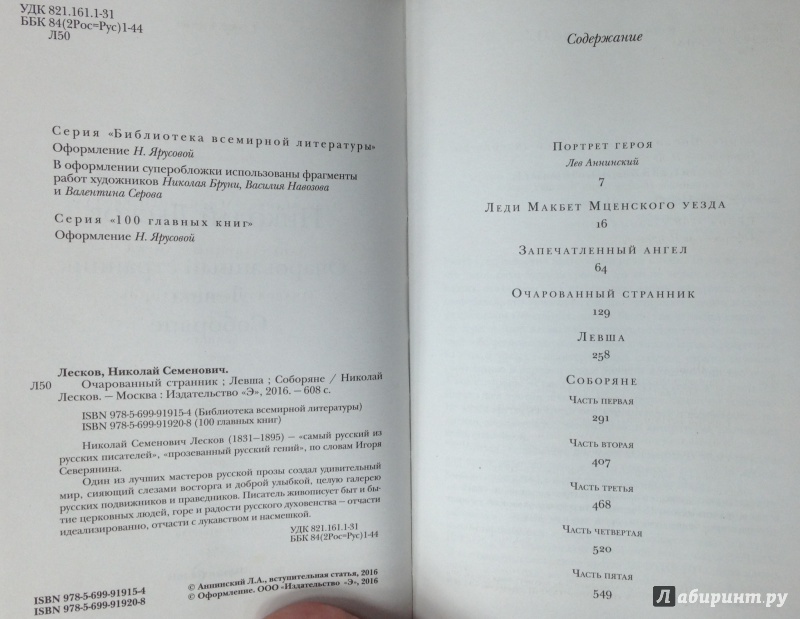 УДК 821.161.1-31
ББК 84(2Рос=Рус)1-44
Л50
Серия «Библиотека всемирной литературы»
Оформление Н. Ярусовой
В оформлении суперобложки использованы фрагменты
работ художников Николая Бруни, Василия Навозова
и Валентина Серова
Серия «100 главных книг»
Оформление Н. Ярусовой
Лесков, Николай Семенович.
Л50 Очарованный странник ; Левша ; Соборяне / Николай
Лесков. — Москва : Издательство «Э», 2016. — 608 с.
ISBN 978-5-699-91915-4 (Библиотека всемирной литературы)
ISBN 978-5-699-91920-8 (100 главных книг)
Николай Семенович Лесков (1831–1895) — «самый русский из
русских писателей», «прозеванный русский гений», по словам Игоря
Северянина.
Один из лучших мастеров русской прозы создал удивительный
мир, сияющий слезами восторга и доброй улыбкой, целую галерею
русских подвижников и праведников. Писатель живописует быт и бы-
тие церковных людей, горе и радости русского духовенства — отчасти
идеализированно, отчасти с лукавством и насмешкой.
УДК 821.161.1-31
ББК 84(2Рос=Рус)1-44
ISBN 978-5-699-91915-4
ISBN 978-5-699-91920-8
© Аннинский Л.А., вступительная статья, 2016
© Оформление. ООО «Издательство «Э», 2016
Содержание
Портрет героя
Лев Аннинский
7
Леди Макбет Мценского уезда
16
Запечатленный ангел
64
Очарованный странник
129
Левша
258
Соборяне
Часть первая
291
Часть вторая
407
Часть третья
468
Часть четвертая
520
Часть пятая
549
Лабиринт.ру